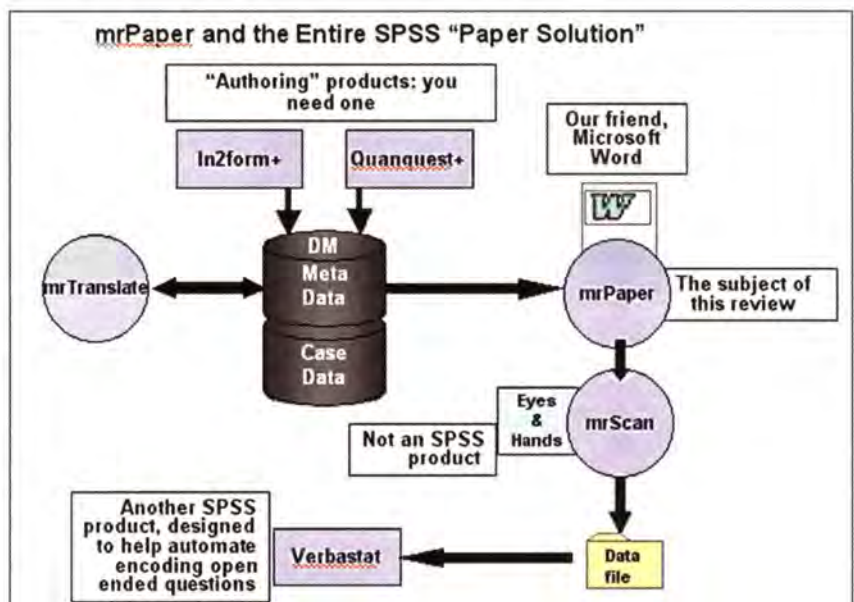 mrPaper and the Entire SPSS “Paper Solution”
“Authoring” products: you
need one
In2form+
Quanquest+
Our friend,
Microsoft
Word
W
DM
Meta
Data
Case
Data
mrTranslate
mrPaper
The subject of
this review
Eyes
&
Hands
mrScan
Not an SPSS
product
Another SPSS
product, designed
to help automate
encoding open
ended questions
Verbastat
Data
file